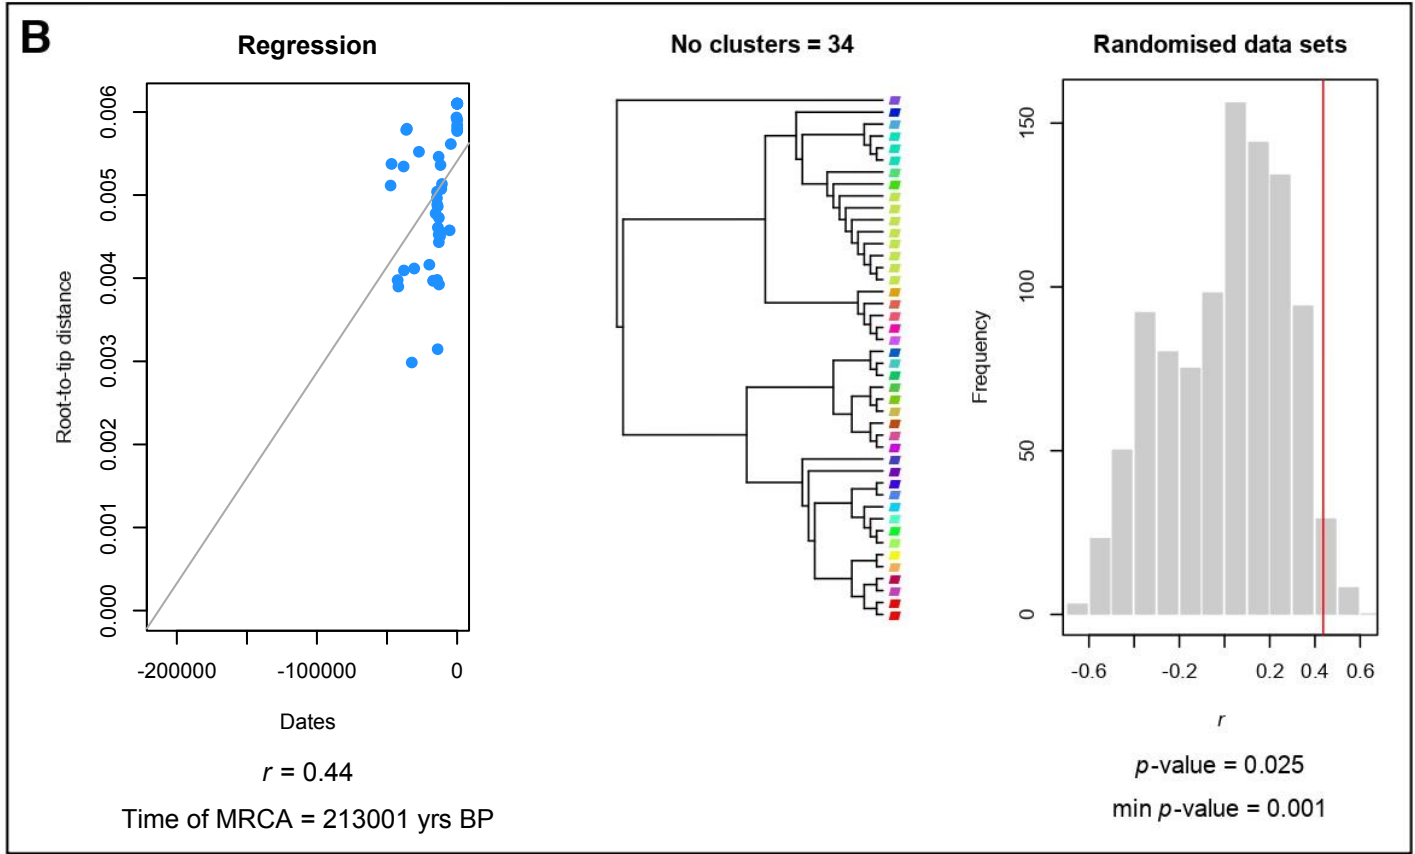 B
Regression
No clusters = 34
Randomised data sets
Root-to-tip distance
0.006
0.005
0.004
0.003
0.002
0.001
0.000
-200000
-100000
0
Dates
r = 0.44
Time of MRCA = 213001 yrs BP
Frequency
150
100
50
0
-0.6
-0.2
0.2
0.4
0.6
r
p-value = 0.025
min p-value = 0.001